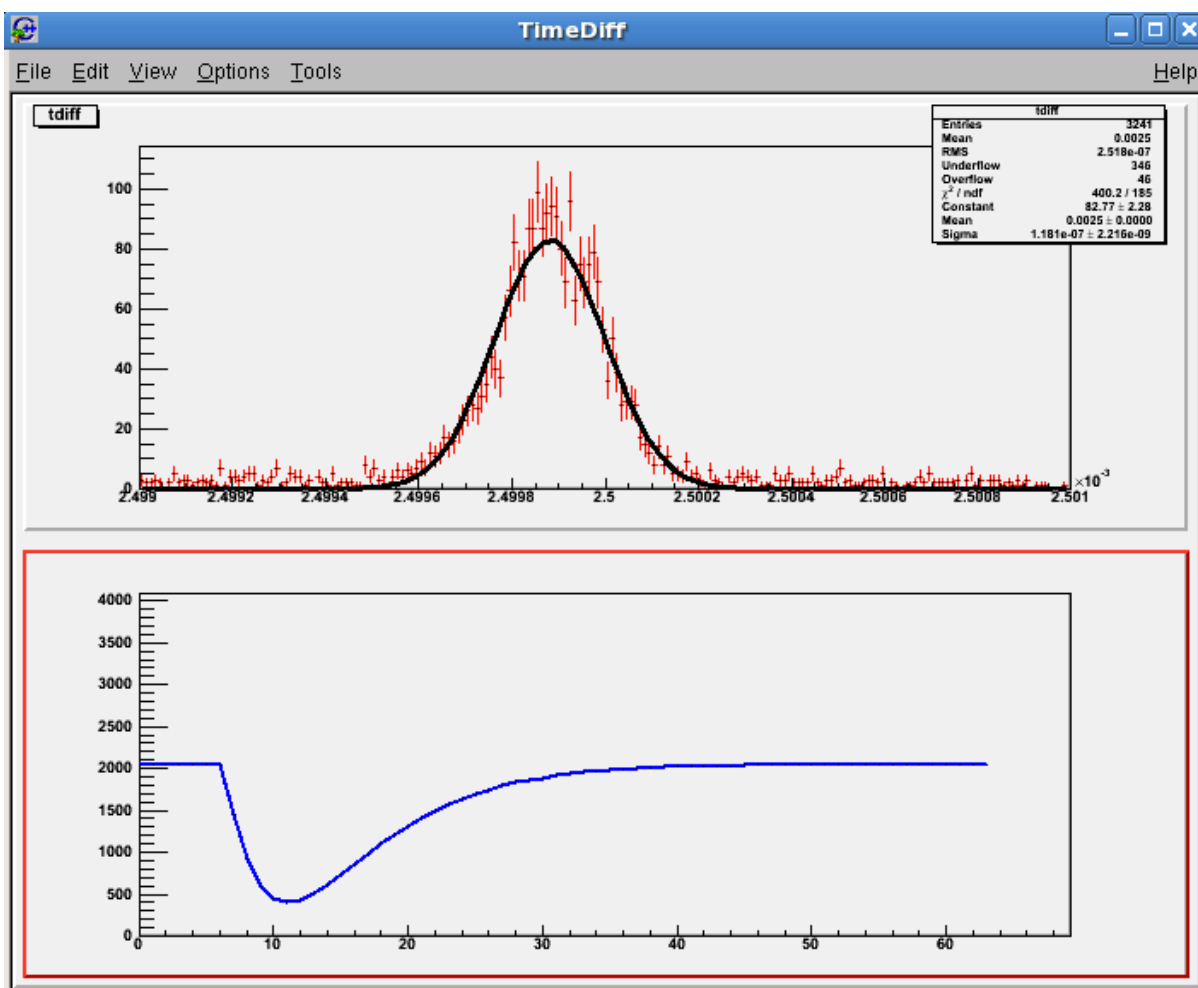 TimeDiff
File Edit View Options Tools Help
tdiff
tdiff
Entries 3241
Mean 0.0025
RMS 2.518e-07
Underflow 346
Overflow 46
χ² / ndf 400.2 / 185
Constant 82.77 ± 2.28
Mean 0.0025 ± 0.0000
Sigma 1.181e-07 ± 2.216e-09
100
80
60
40
20
0
2.499 2.4992 2.4994 2.4996 2.4998 2.5 2.5002 2.5004 2.5006 2.5008 2.501
×10⁻³
4000
3500
3000
2500
2000
1500
1000
500
0
0 10 20 30 40 50 60